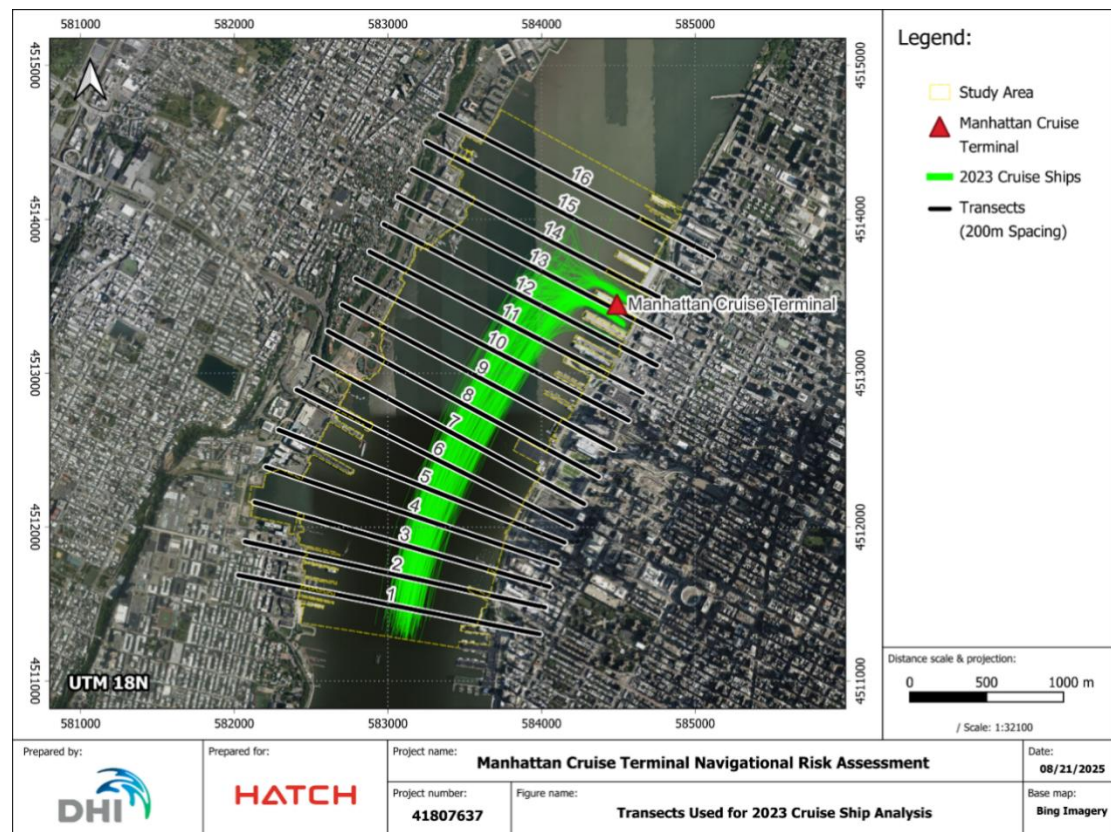 581000 582000 583000 584000 585000
4515000 4515000
4514000 4514000
4513000 4513000
4512000 4512000
4511000 4511000
16
15
14
13
12
11
10
9
8
7
6
5
4
3
2
1
Manhattan Cruise Terminal
UTM 18N
581000 582000 583000 584000 585000
Legend:
Study Area
Manhattan Cruise
Terminal
2023 Cruise Ships
Transects
(200m Spacing)
Distance scale & projection:
0 500 1000 m
/ Scale: 1:32100
Prepared by:
DHI
Prepared for:
HATCH
Project name:
Manhattan Cruise Terminal Navigational Risk Assessment
Date:
08/21/2025
Project number:
41807637
Figure name:
Transects Used for 2023 Cruise Ship Analysis
Base map:
Bing Imagery